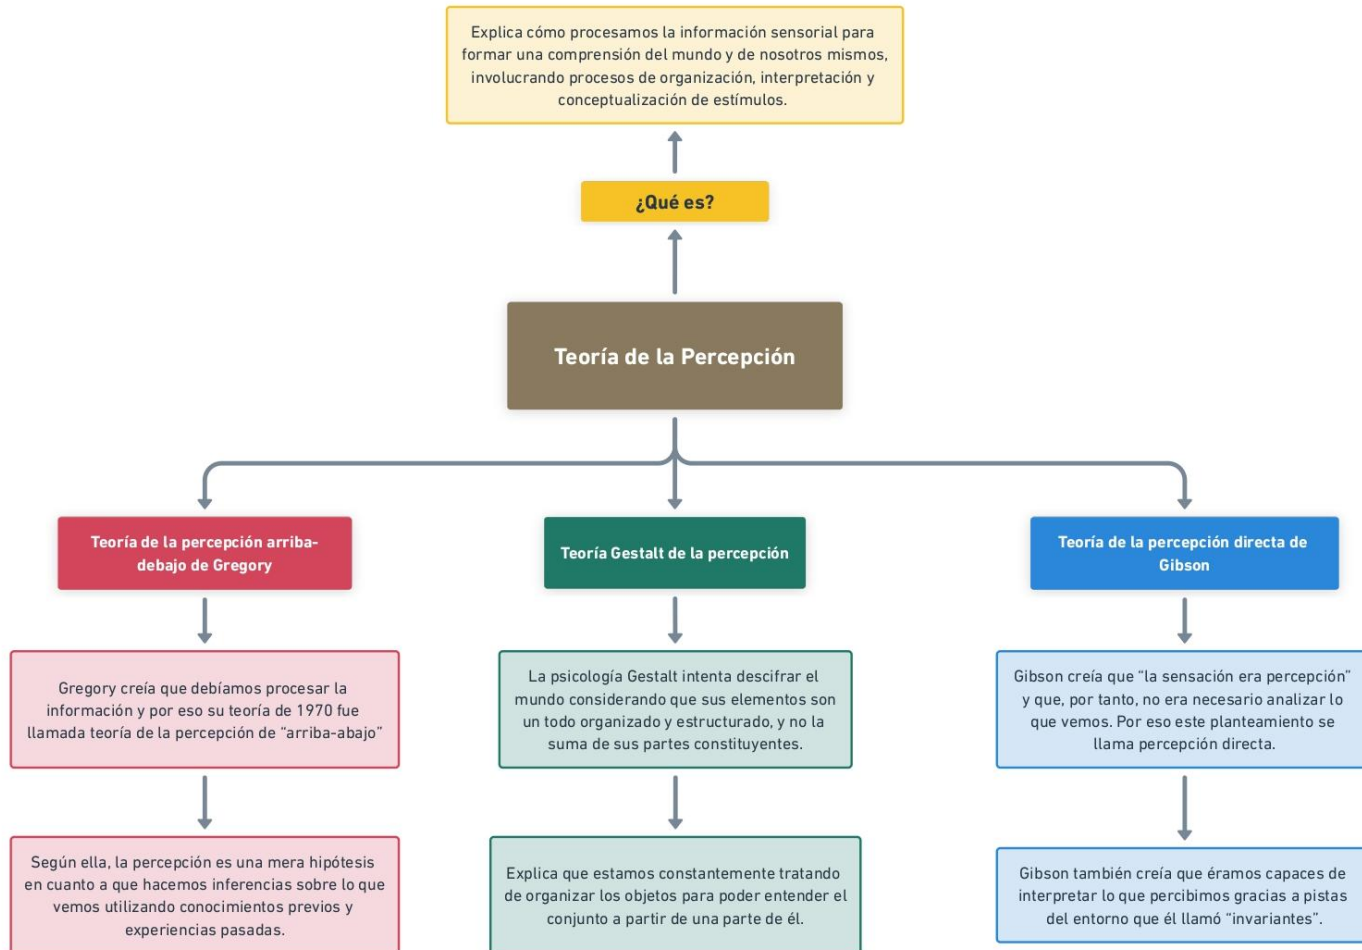 Explica cómo procesamos la información sensorial para
formar una comprensión del mundo y de nosotros mismos,
involucrando procesos de organización, interpretación y
conceptualización de estímulos.
¿Qué es?
Teoría de la Percepción
Teoría de la percepción arriba-
debajo de Gregory
Gregory creía que debíamos procesar la
información y por eso su teoría de 1970 fue
llamada teoría de la percepción de “arriba-abajo”
Según ella, la percepción es una mera hipótesis
en cuanto a que hacemos inferencias sobre lo que
vemos utilizando conocimientos previos y
experiencias pasadas.
Teoría Gestalt de la percepción
La psicología Gestalt intenta descifrar el
mundo considerando que sus elementos son
un todo organizado y estructurado, y no la
suma de sus partes constituyentes.
Explica que estamos constantemente tratando
de organizar los objetos para poder entender el
conjunto a partir de una parte de él.
Teoría de la percepción directa de
Gibson
Gibson creía que “la sensación era percepción”
y que, por tanto, no era necesario analizar lo
que vemos. Por eso este planteamiento se
llama percepción directa.
Gibson también creía que éramos capaces de
interpretar lo que percibimos gracias a pistas
del entorno que él llamó “invariantes”.